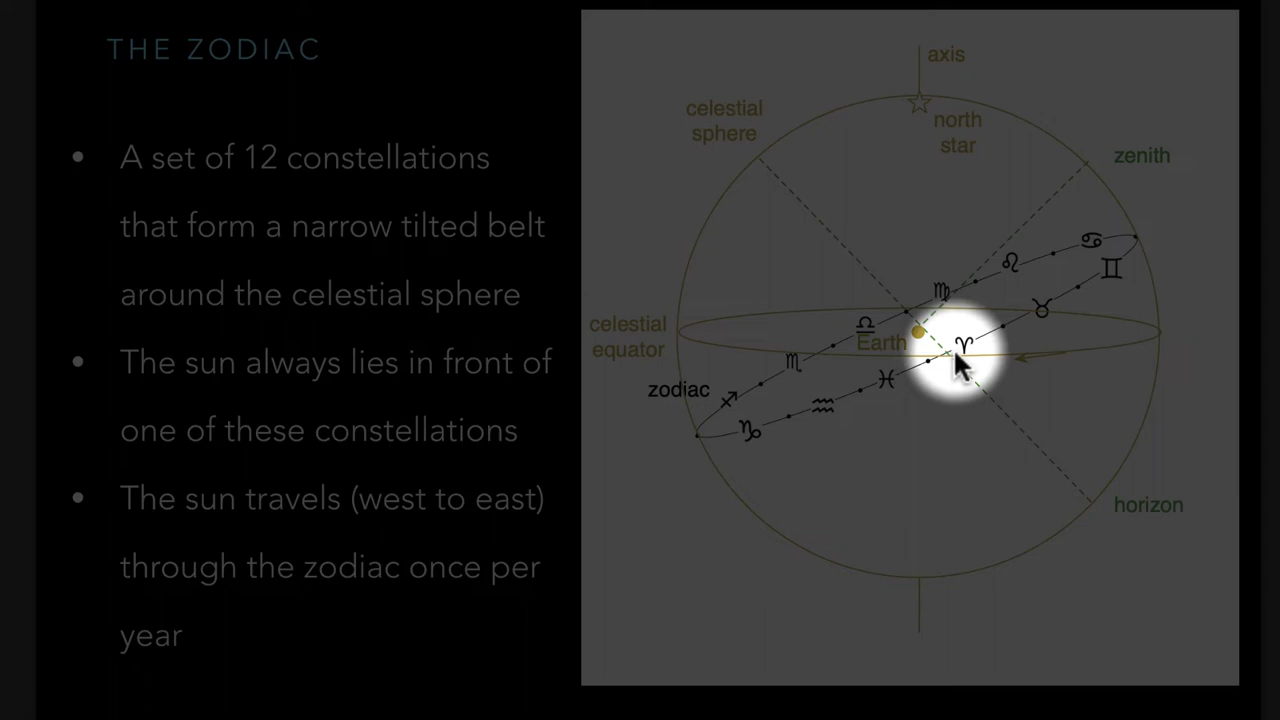 THE ZODIAC
• A set of 12 constellations
that form a narrow tilted belt
around the celestial sphere
• The sun always lies in front of
one of these constellations
• The sun travels (west to east)
through the zodiac once per
year
axis
celestial
sphere
north
star
zenith
♋
♌
♊
♍
♉
celestial
equator
♎
Earth
♈
♏
♓
zodiac
♐
♒
♑
horizon